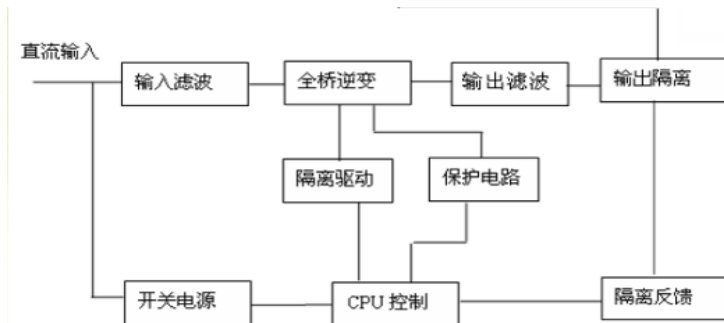 直流输入
输入滤波
全桥逆变
输出滤波
输出隔离
隔离驱动
保护电路
开关电源
CPU 控制
隔离反馈